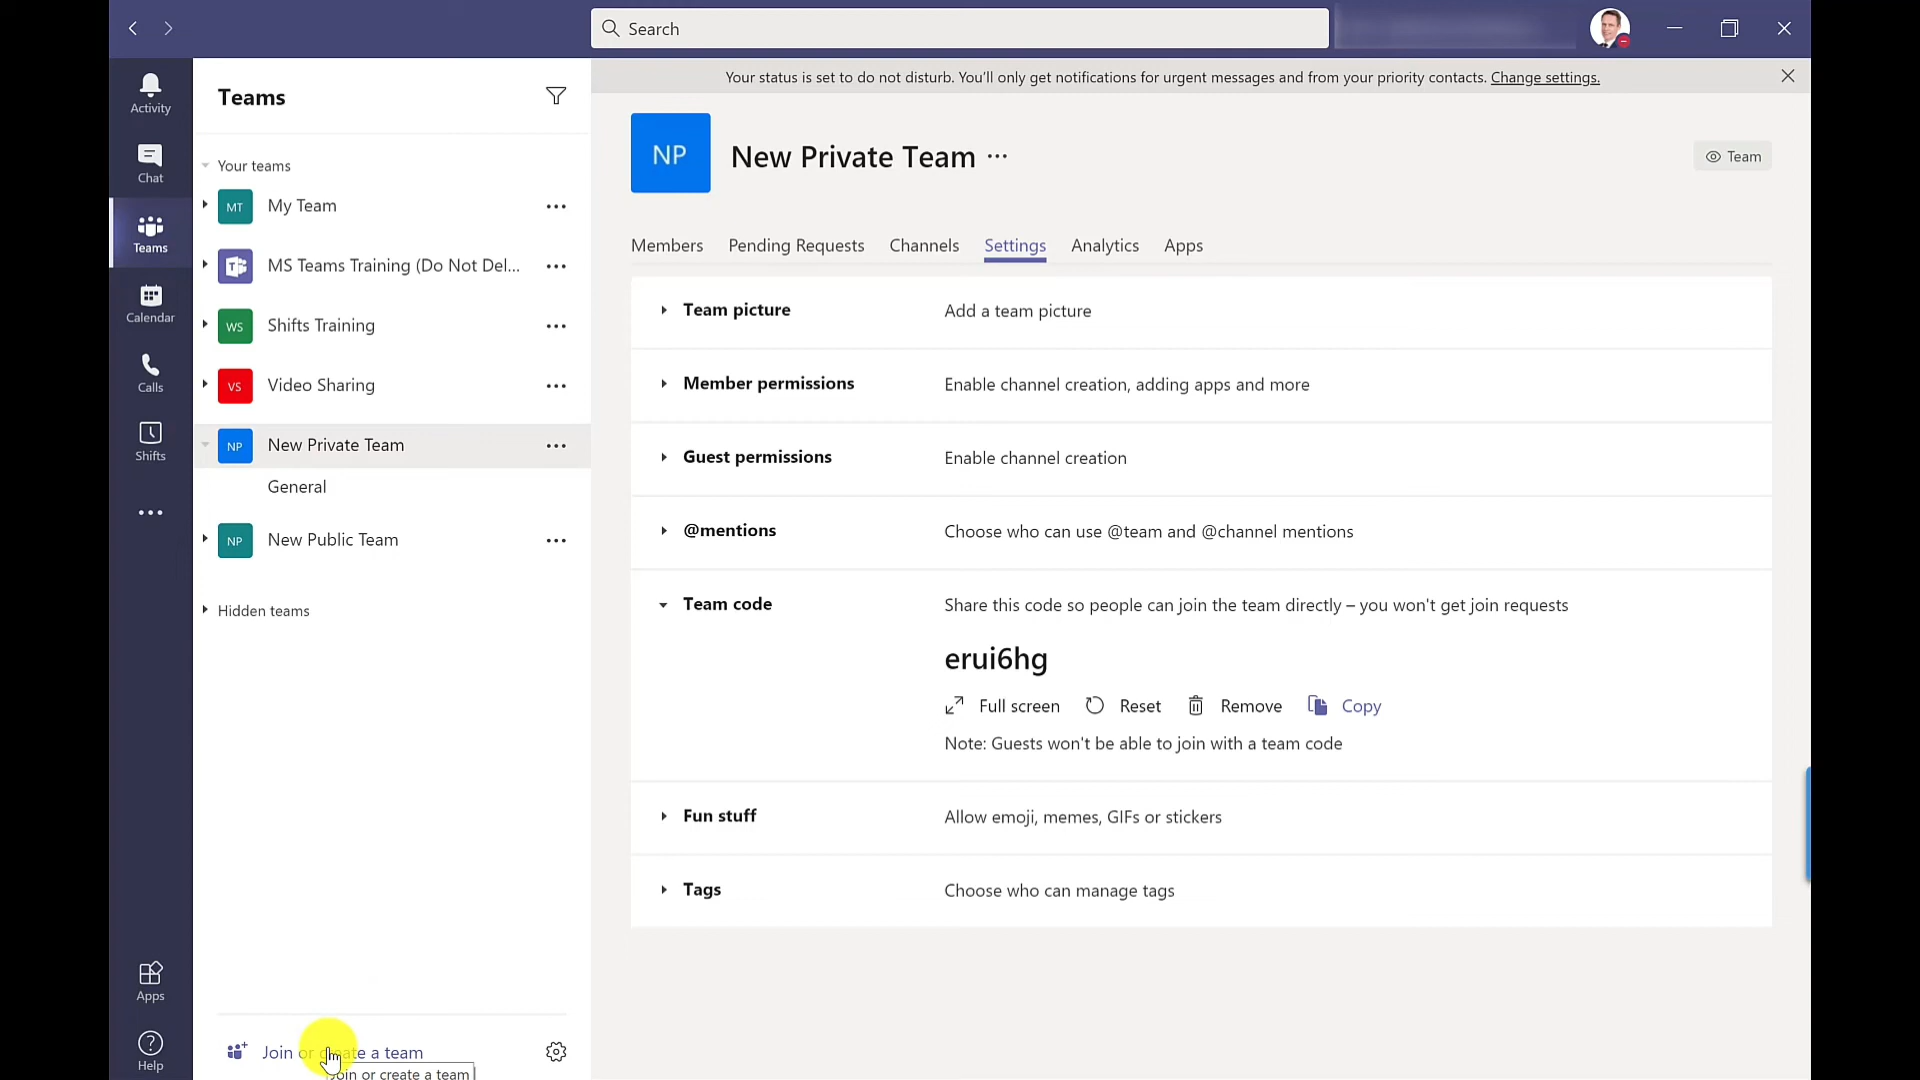 Search
Activity
Chat
Teams
Calendar
Calls
Shifts
Apps
Help
Teams
Your teams
MT My Team
MS Teams Training (Do Not Del...
WS Shifts Training
VS Video Sharing
NP New Private Team
General
NP New Public Team
Hidden teams
Join or create a team
Join or create a team
Your status is set to do not disturb. You'll only get notifications for urgent messages and from your priority contacts. Change settings.
NP New Private Team
Team
Members Pending Requests Channels Settings Analytics Apps
Team picture Add a team picture
Member permissions Enable channel creation, adding apps and more
Guest permissions Enable channel creation
@mentions Choose who can use @team and @channel mentions
Team code Share this code so people can join the team directly – you won't get join requests
erui6hg
Full screen Reset Remove Copy
Note: Guests won't be able to join with a team code
Fun stuff Allow emoji, memes, GIFs or stickers
Tags Choose who can manage tags